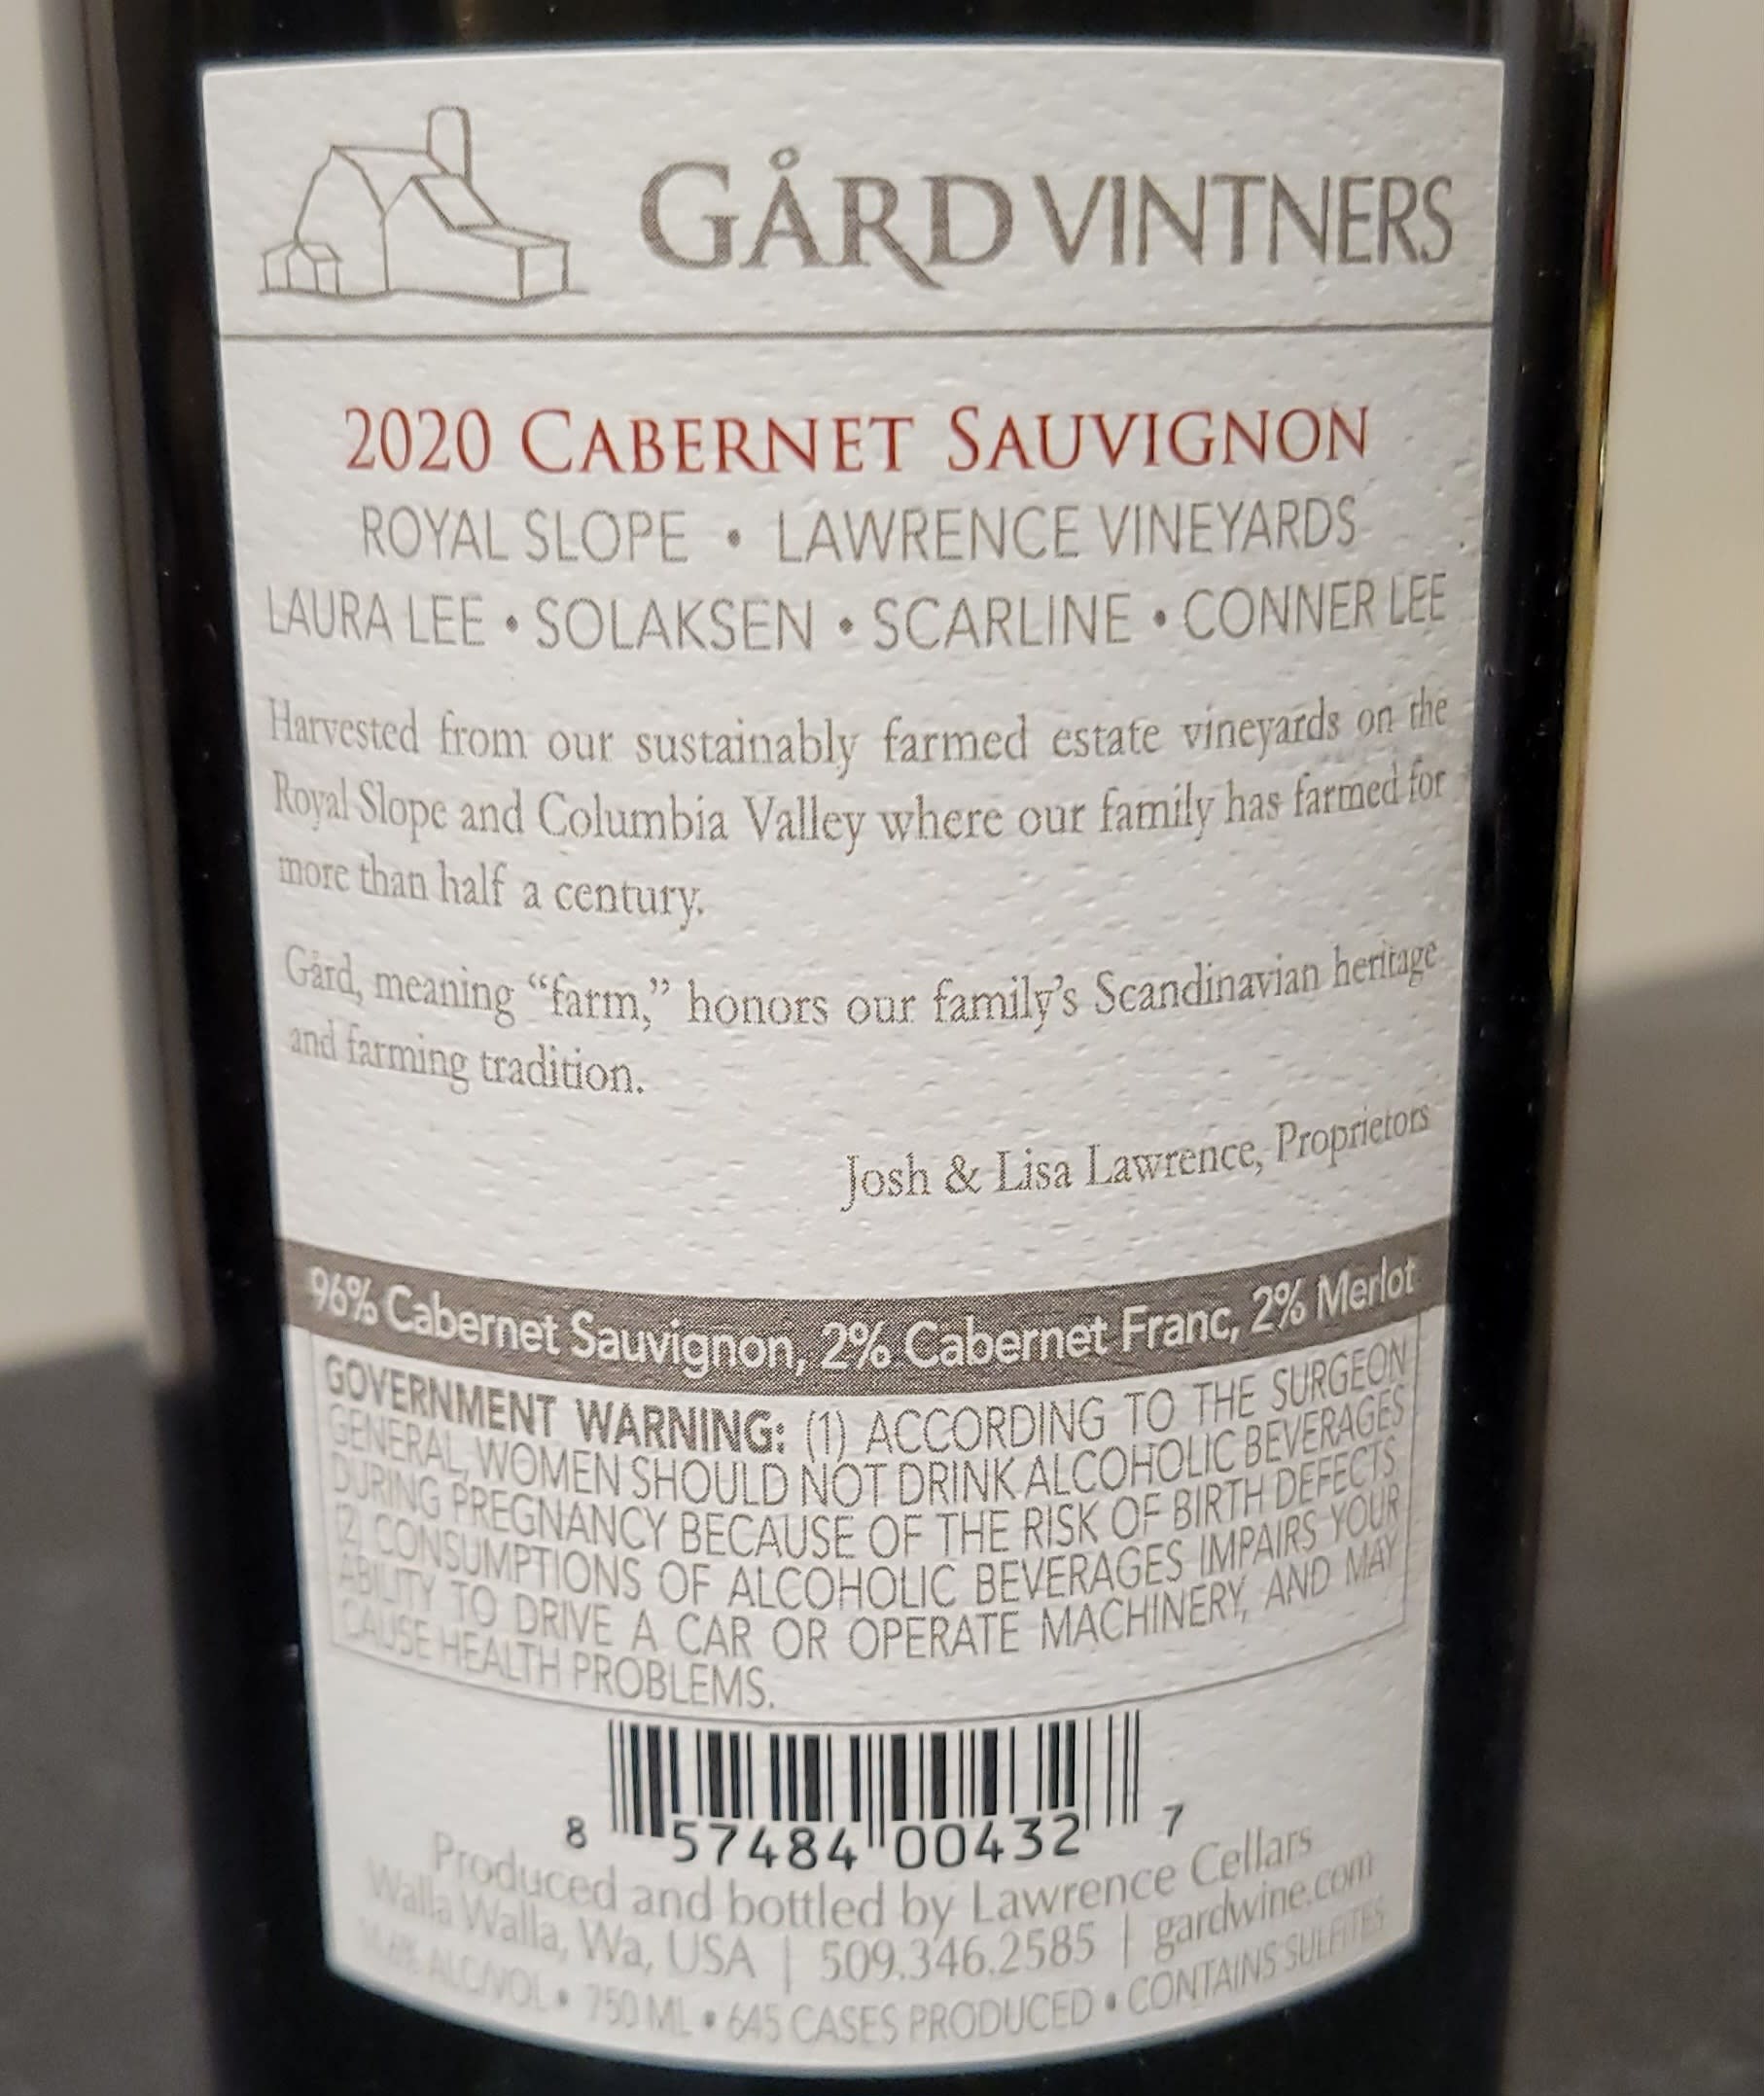 GÅRD VINTNERS
2020 CABERNET SAUVIGNON
ROYAL SLOPE • LAWRENCE VINEYARDS
LAURA LEE • SOLAKSEN • SCARLINE • CONNER LEE
Harvested from our sustainably farmed estate vineyards on the
Royal Slope and Columbia Valley where our family has farmed for
more than half a century.
Gård, meaning “farm,” honors our family’s Scandinavian heritage
and farming tradition.
Josh & Lisa Lawrence, Proprietors
96% Cabernet Sauvignon, 2% Cabernet Franc, 2% Merlot
GOVERNMENT WARNING: (1) ACCORDING TO THE SURGEON
GENERAL, WOMEN SHOULD NOT DRINK ALCOHOLIC BEVERAGES
DURING PREGNANCY BECAUSE OF THE RISK OF BIRTH DEFECTS
(2) CONSUMPTIONS OF ALCOHOLIC BEVERAGES IMPAIRS YOUR
ABILITY TO DRIVE A CAR OR OPERATE MACHINERY, AND MAY
CAUSE HEALTH PROBLEMS.
8 57484 00432 7
Produced and bottled by Lawrence Cellars
Walla Walla, Wa, USA | 509.346.2585 | gardwine.com
ALC/VOL • 750 ML • 645 CASES PRODUCED • CONTAINS SULFITES